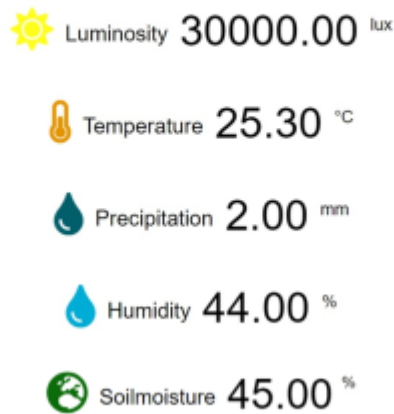 Luminosity 30000.00 lux
Temperature 25.30 °C
Precipitation 2.00 mm
Humidity 44.00 %
Soilmoisture 45.00 %